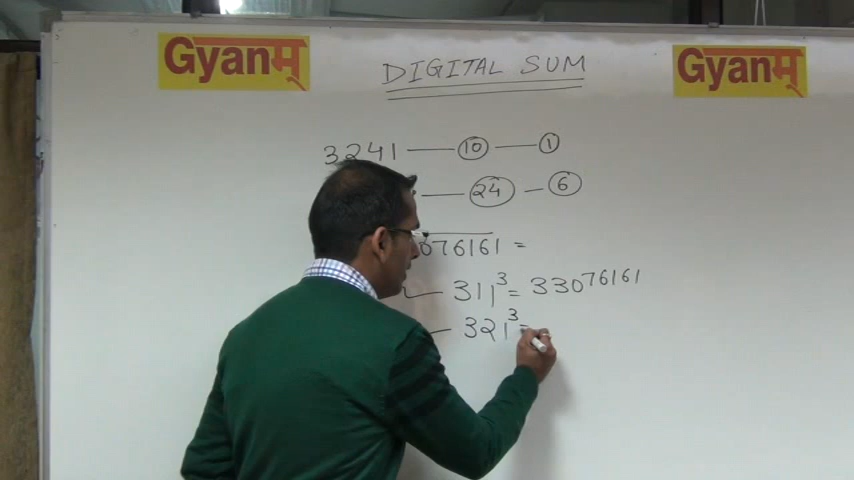 Gyanम
DIGITAL SUM
Gyanम
3241 — 10 — 1
— 24 — 6
076161 =
— 311³ = 33076161
— 321³ =